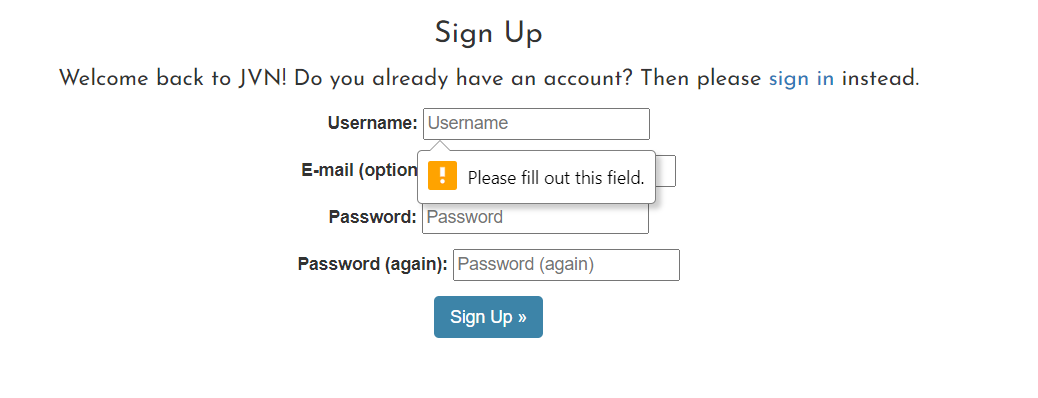 Sign Up
Welcome back to JVN! Do you already have an account? Then please sign in instead.
Username: Username
E-mail (option
! Please fill out this field.
Password: Password
Password (again): Password (again)
Sign Up »